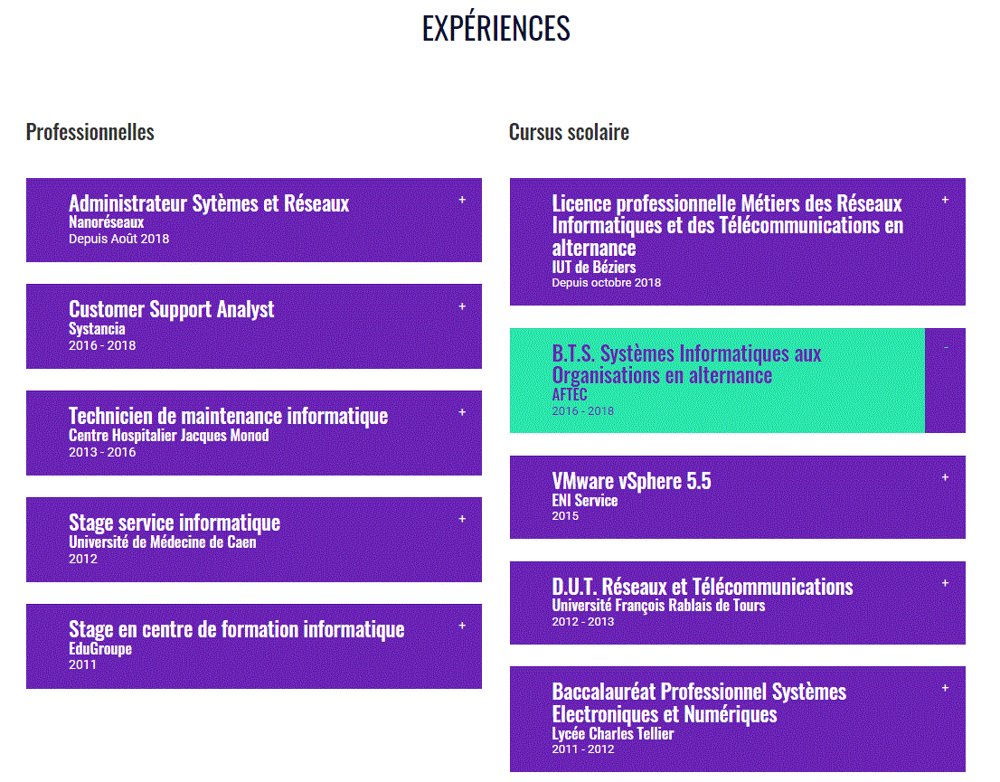 EXPÉRIENCES
Professionnelles
Administrateur Sytèmes et Réseaux
+
Nanoréseaux
Depuis Août 2018
Customer Support Analyst
+
Systancia
2016 - 2018
Technicien de maintenance informatique
+
Centre Hospitalier Jacques Monod
2013 - 2016
Stage service informatique
+
Université de Médecine de Caen
2012
Stage en centre de formation informatique
+
EduGroupe
2011
Cursus scolaire
Licence professionnelle Métiers des Réseaux
+
Informatiques et des Télécommunications en
alternance
IUT de Béziers
Depuis octobre 2018
B.T.S. Systèmes Informatiques aux
-
Organisations en alternance
AFTEC
2016 - 2018
VMware vSphere 5.5
+
ENI Service
2015
D.U.T. Réseaux et Télécommunications
+
Université François Rablais de Tours
2012 - 2013
Baccalauréat Professionnel Systèmes
+
Electroniques et Numériques
Lycée Charles Tellier
2011 - 2012